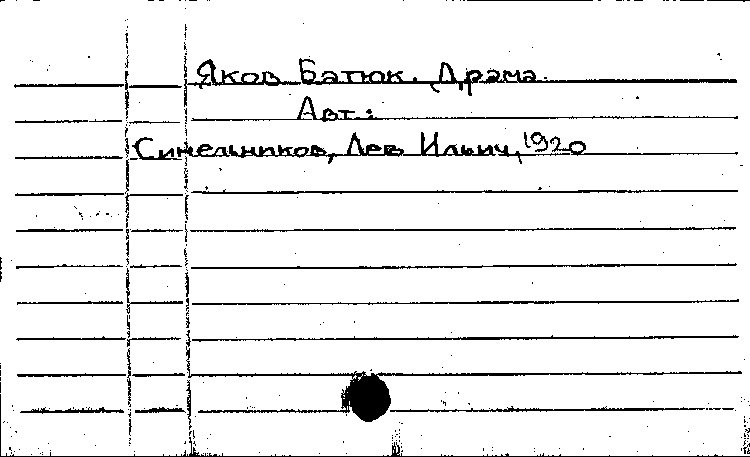 Яков Батюк. Драма.
Авт.:
Синельников, Лев Ильич, 1920